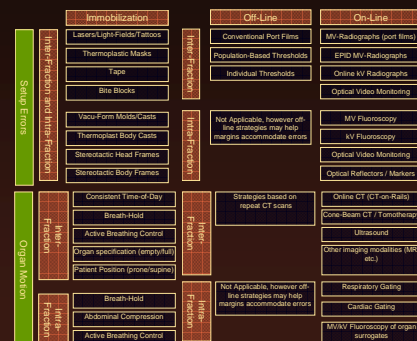 Immobilization
Off-Line
On-Line
Setup Errors
Inter-Fraction and Intra-Fraction
Lasers/Light-Fields/Tattoos
Thermoplastic Masks
Tape
Bite Blocks
Vacu-Form Molds/Casts
Thermoplast Body Casts
Stereotactic Head Frames
Stereotactic Body Frames
Inter-Fraction
Conventional Port Films
Population-Based Thresholds
Individual Thresholds
MV-Radiographs (port films)
EPID MV-Radiographs
Online kV-Radiographs
Optical Video Monitoring
Intra-Fraction
Not Applicable, however off-
line strategies may help
margins accommodate errors
MV Fluoroscopy
kV Fluoroscopy
Optical Video Monitoring
Optical Reflectors / Markers
Organ Motion
Inter-
Fraction
Consistent Time-of-Day
Breath-Hold
Active Breathing Control
Organ specification (empty/full)
Patient Position (prone/supine)
Inter-
Fraction
Strategies based on
repeat CT scans
Online CT (CT-on-Rails)
Cone-Beam CT / Tomotherapy
Ultrasound
Other imaging modalities (MR
etc.)
Intra-
Fraction
Breath-Hold
Abdominal Compression
Active Breathing Control
Intra-
Fraction
Not Applicable, however off-
line strategies may help
margins accommodate errors
Respiratory Gating
Cardiac Gating
MV/kV Fluoroscopy of organ
surrogates